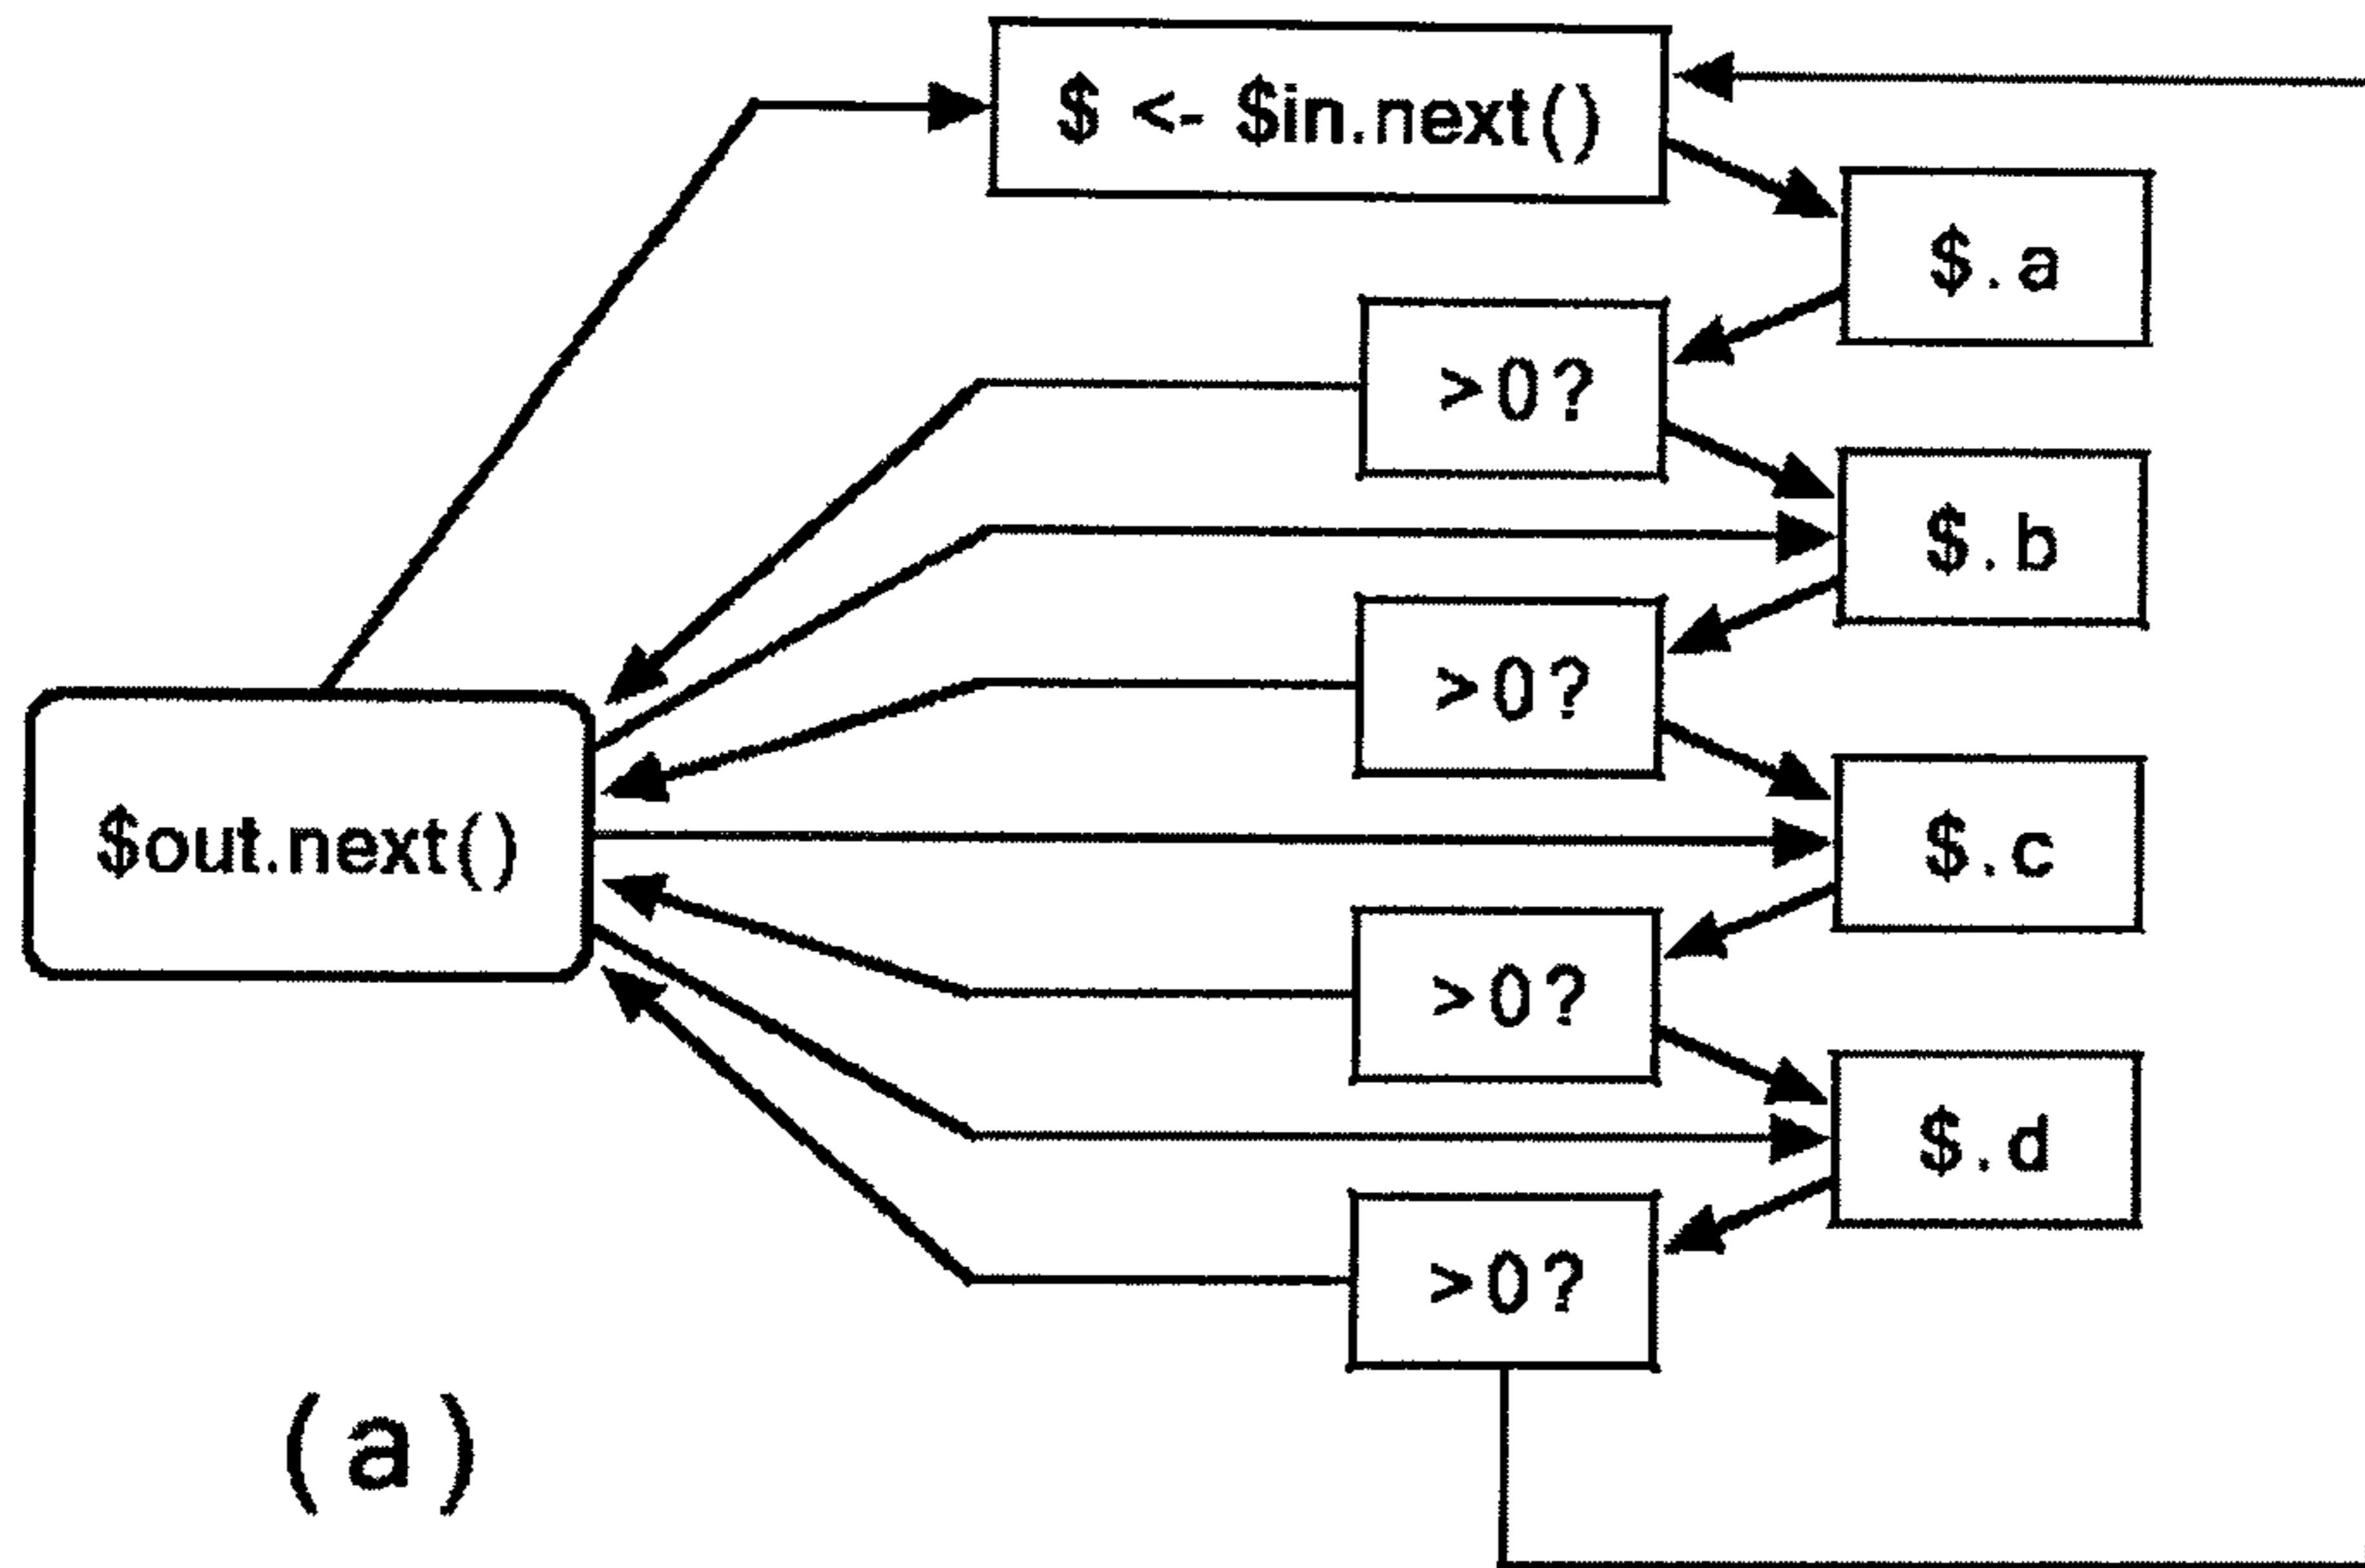 $ <- $in.next()
$.a
>0?
$.b
>0?
$out.next()
$.c
>0?
$.d
>0?
(a)